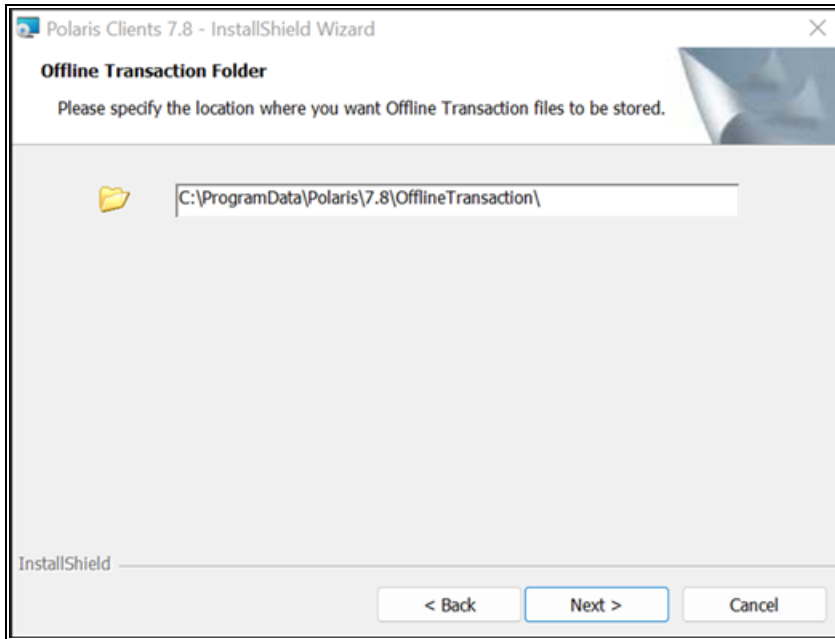 Polaris Clients 7.8 - InstallShield Wizard
Offline Transaction Folder
Please specify the location where you want Offline Transaction files to be stored.
C:\ProgramData\Polaris\7.8\OfflineTransaction\
InstallShield
< Back
Next >
Cancel